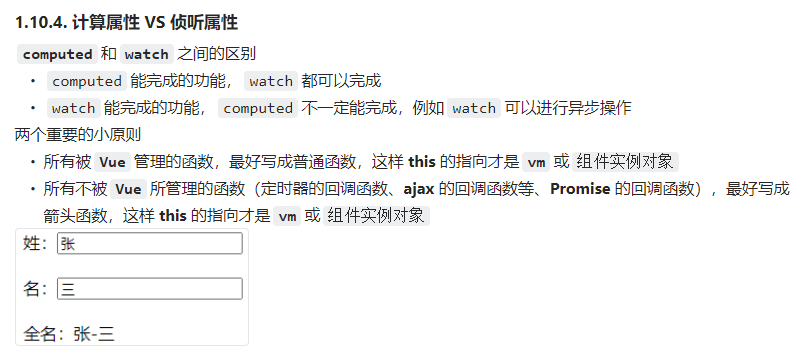 1.10.4. 计算属性 VS 侦听属性
computed 和 watch 之间的区别
• computed 能完成的功能， watch 都可以完成
• watch 能完成的功能， computed 不一定能完成，例如 watch 可以进行异步操作
两个重要的小原则
• 所有被 Vue 管理的函数，最好写成普通函数，这样 this 的指向才是 vm 或 组件实例对象
• 所有不被 Vue 所管理的函数（定时器的回调函数、ajax 的回调函数等、Promise 的回调函数），最好写成
箭头函数，这样 this 的指向才是 vm 或 组件实例对象
姓：张
名：三
全名：张-三